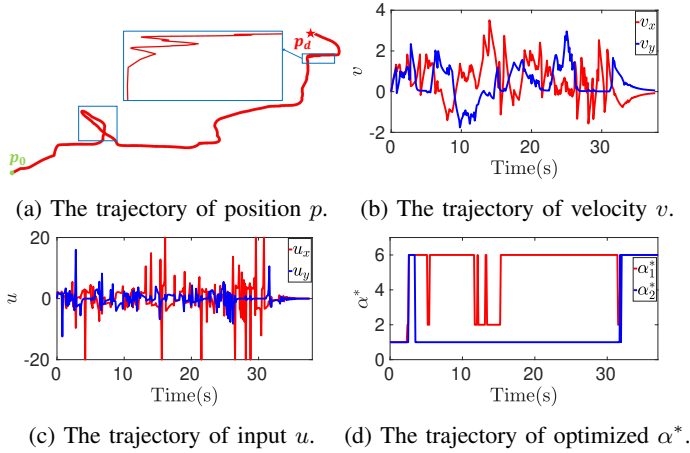 p_d
p_0
(a) The trajectory of position p.
4
2
0
-2
v
0 10 20 30
Time(s)
v_x
v_y
(b) The trajectory of velocity v.
20
0
-20
u
0 10 20 30
Time(s)
u_x
u_y
(c) The trajectory of input u.
6
4
2
0
α*
0 10 20 30
Time(s)
α₁*
α₂*
(d) The trajectory of optimized α*.